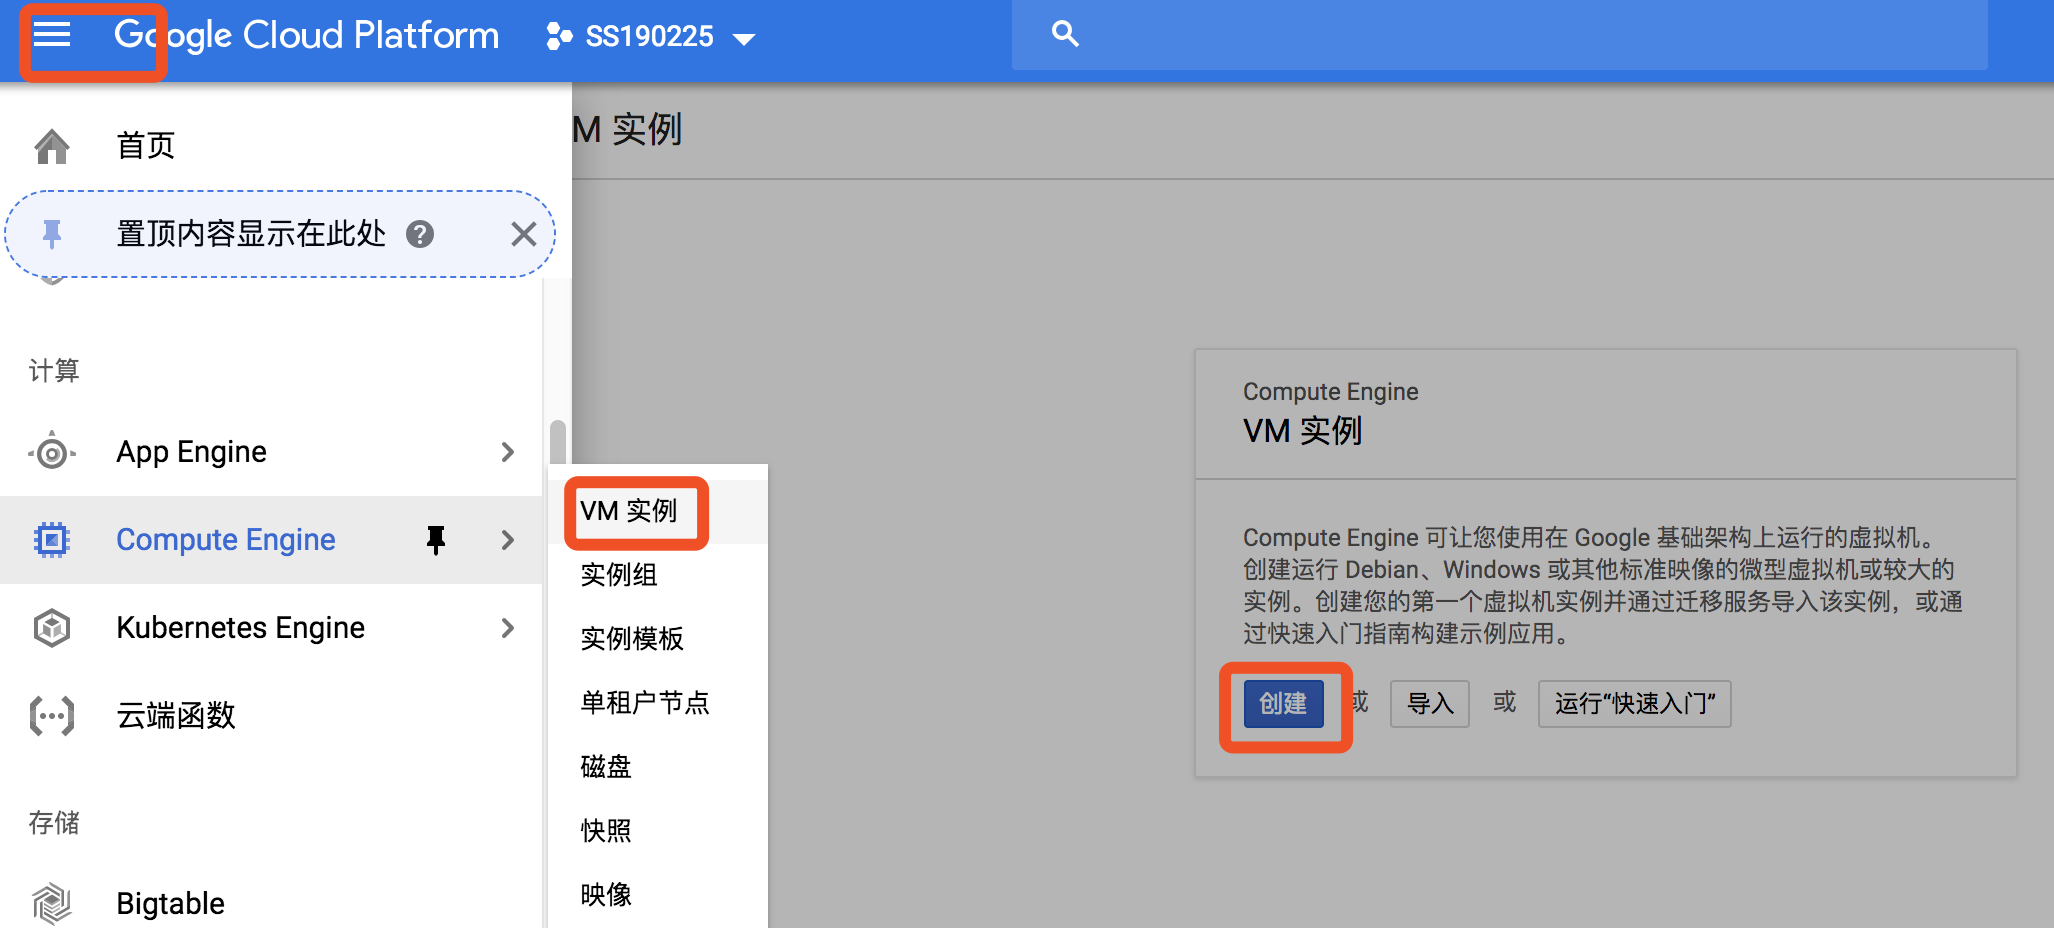 Google Cloud Platform
SS190225
首页
置顶内容显示在此处
计算
App Engine
Compute Engine
Kubernetes Engine
云端函数
存储
Bigtable
VM 实例
实例组
实例模板
单租户节点
磁盘
快照
映像
M 实例
Compute Engine
VM 实例
Compute Engine 可让您使用在 Google 基础架构上运行的虚拟机。
创建运行 Debian、Windows 或其他标准映像的微型虚拟机或较大的
实例。创建您的第一个虚拟机实例并通过迁移服务导入该实例，或通
过快速入门指南构建示例应用。
创建 或 导入 或 运行“快速入门”